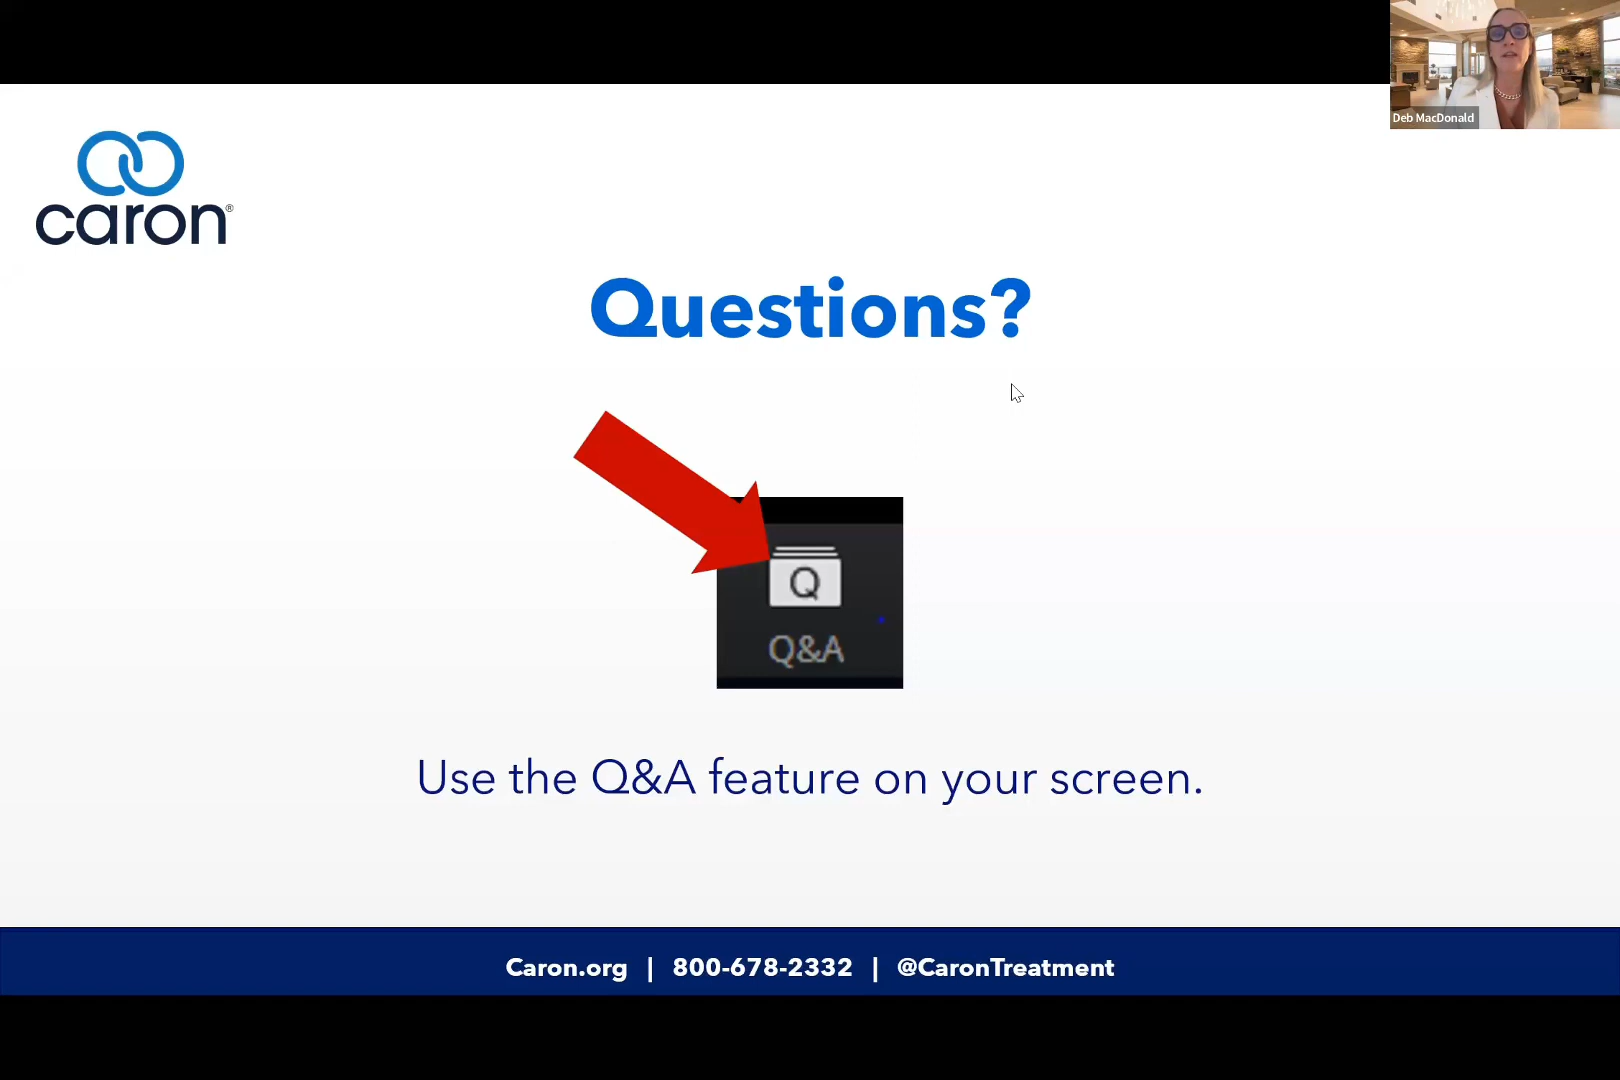 Deb MacDonald
caron®
Questions?
Q
Q&A
Use the Q&A feature on your screen.
Caron.org | 800-678-2332 | @CaronTreatment